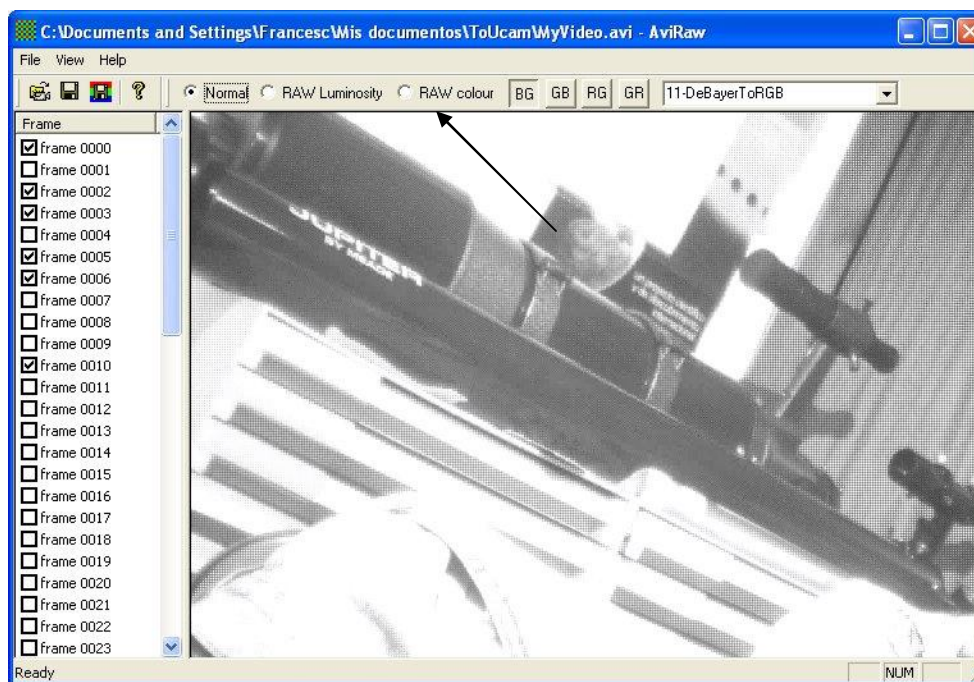 C:\Documents and Settings\Francesc\Mis documentos\ToUcam\MyVideo.avi - AviRaw
File View Help
Normal RAW Luminosity RAW colour BG GB RG GR 11-DeBayerToRGB
Frame
frame 0000
frame 0001
frame 0002
frame 0003
frame 0004
frame 0005
frame 0006
frame 0007
frame 0008
frame 0009
frame 0010
frame 0011
frame 0012
frame 0013
frame 0014
frame 0015
frame 0016
frame 0017
frame 0018
frame 0019
frame 0020
frame 0021
frame 0022
frame 0023
JUPITER
BY MEADE
Ready NUM